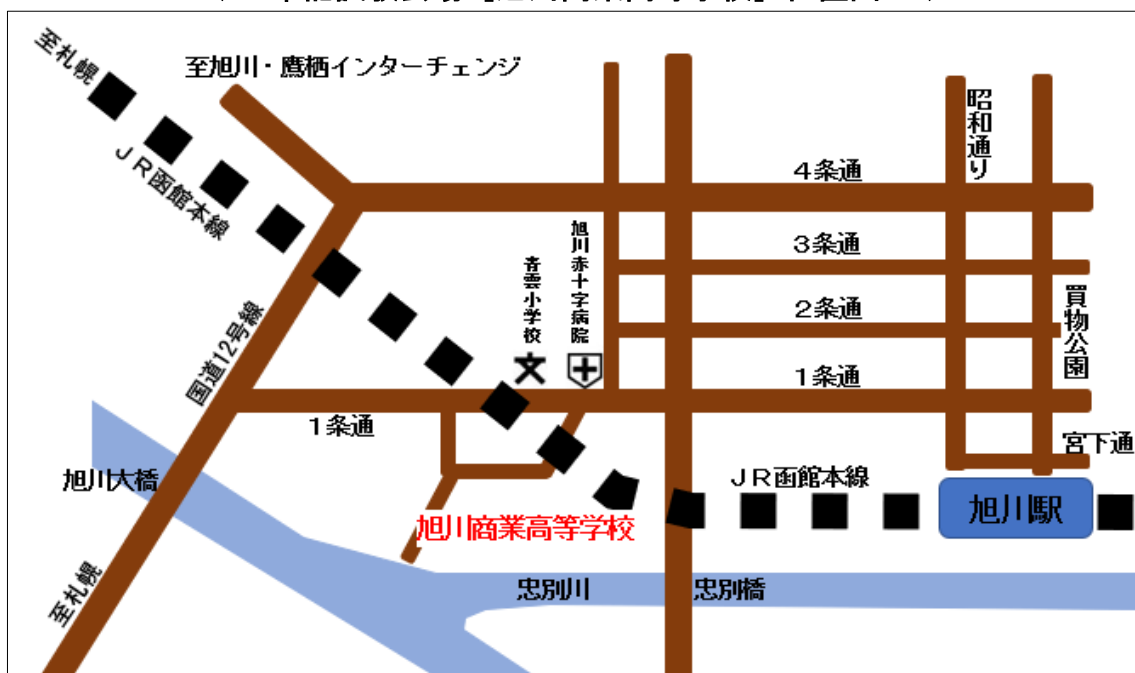 至札幌
至旭川・鷹栖インターチェンジ
JR函館本線
昭和通り
4条通
旭川赤十字病院
青雲小学校
3条通
買物公園
2条通
国道12号線
1条通
1条通
宮下通
旭川大橋
JR函館本線
旭川駅
旭川商業高等学校
至札幌
忠別川
忠別橋